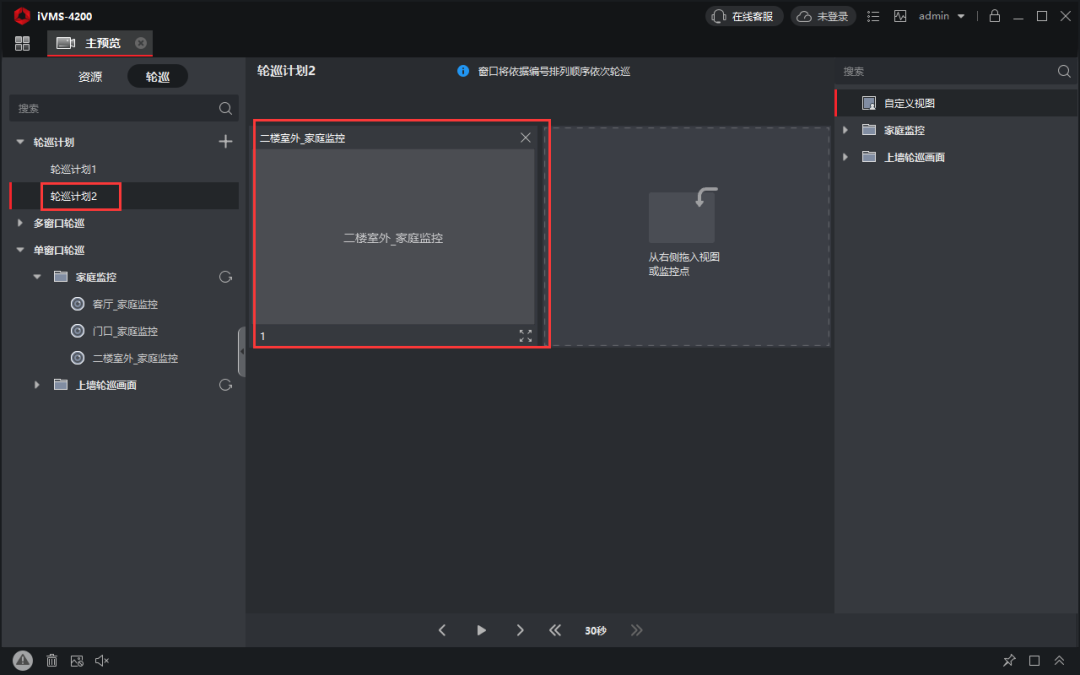 iVMS-4200
在线客服
未登录
admin
主预览
资源
轮巡
搜索
轮巡计划
轮巡计划1
轮巡计划2
多窗口轮巡
单窗口轮巡
家庭监控
客厅_家庭监控
门口_家庭监控
二楼室外_家庭监控
上墙轮巡画面
轮巡计划2
窗口将依据编号排列顺序依次轮巡
二楼室外_家庭监控
二楼室外_家庭监控
1
从右侧拖入视图
或监控点
30秒
搜索
自定义视图
家庭监控
上墙轮巡画面